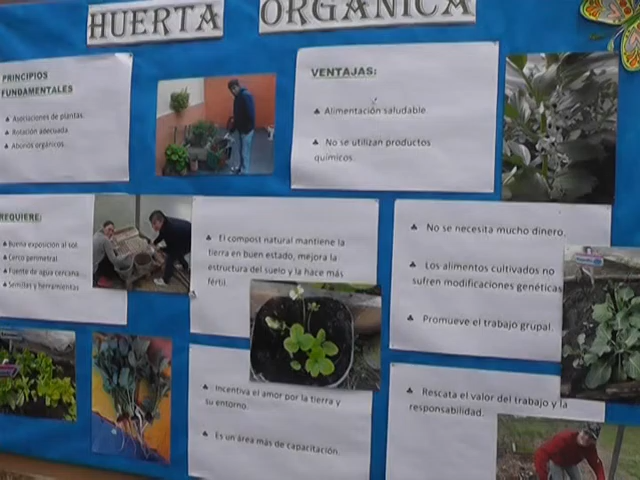 HUERTA ORGÁNICA
PRINCIPIOS
FUNDAMENTALES
♣ Asociaciones de plantas.
♣ Rotación adecuada.
♣ Abonos orgánicos.
VENTAJAS:
♣ Alimentación saludable.
♣ No se utilizan productos
químicos.
REQUIERE:
♣ Buena exposición al sol.
♣ Cerco perimetral
♣ Fuente de agua cercana
♣ Semillas y herramientas
♣ El compost natural mantiene la
tierra en buen estado, mejora la
estructura del suelo y la hace más
fértil.
♣ No se necesita mucho dinero.
♣ Los alimentos cultivados no
sufren modificaciones genéticas
♣ Promueve el trabajo grupal.
♣ Incentiva el amor por la tierra y
su entorno.
♣ Es un área más de capacitación.
♣ Rescata el valor del trabajo y la
responsabilidad.